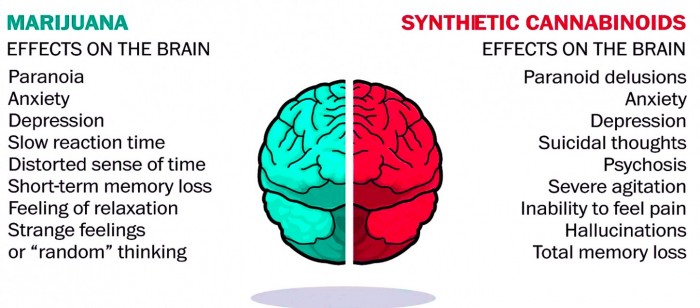 MARIJUANA
EFFECTS ON THE BRAIN
Paranoia
Anxiety
Depression
Slow reaction time
Distorted sense of time
Short-term memory loss
Feeling of relaxation
Strange feelings
or “random” thinking
SYNTHETIC CANNABINOIDS
EFFECTS ON THE BRAIN
Paranoid delusions
Anxiety
Depression
Suicidal thoughts
Psychosis
Severe agitation
Inability to feel pain
Hallucinations
Total memory loss